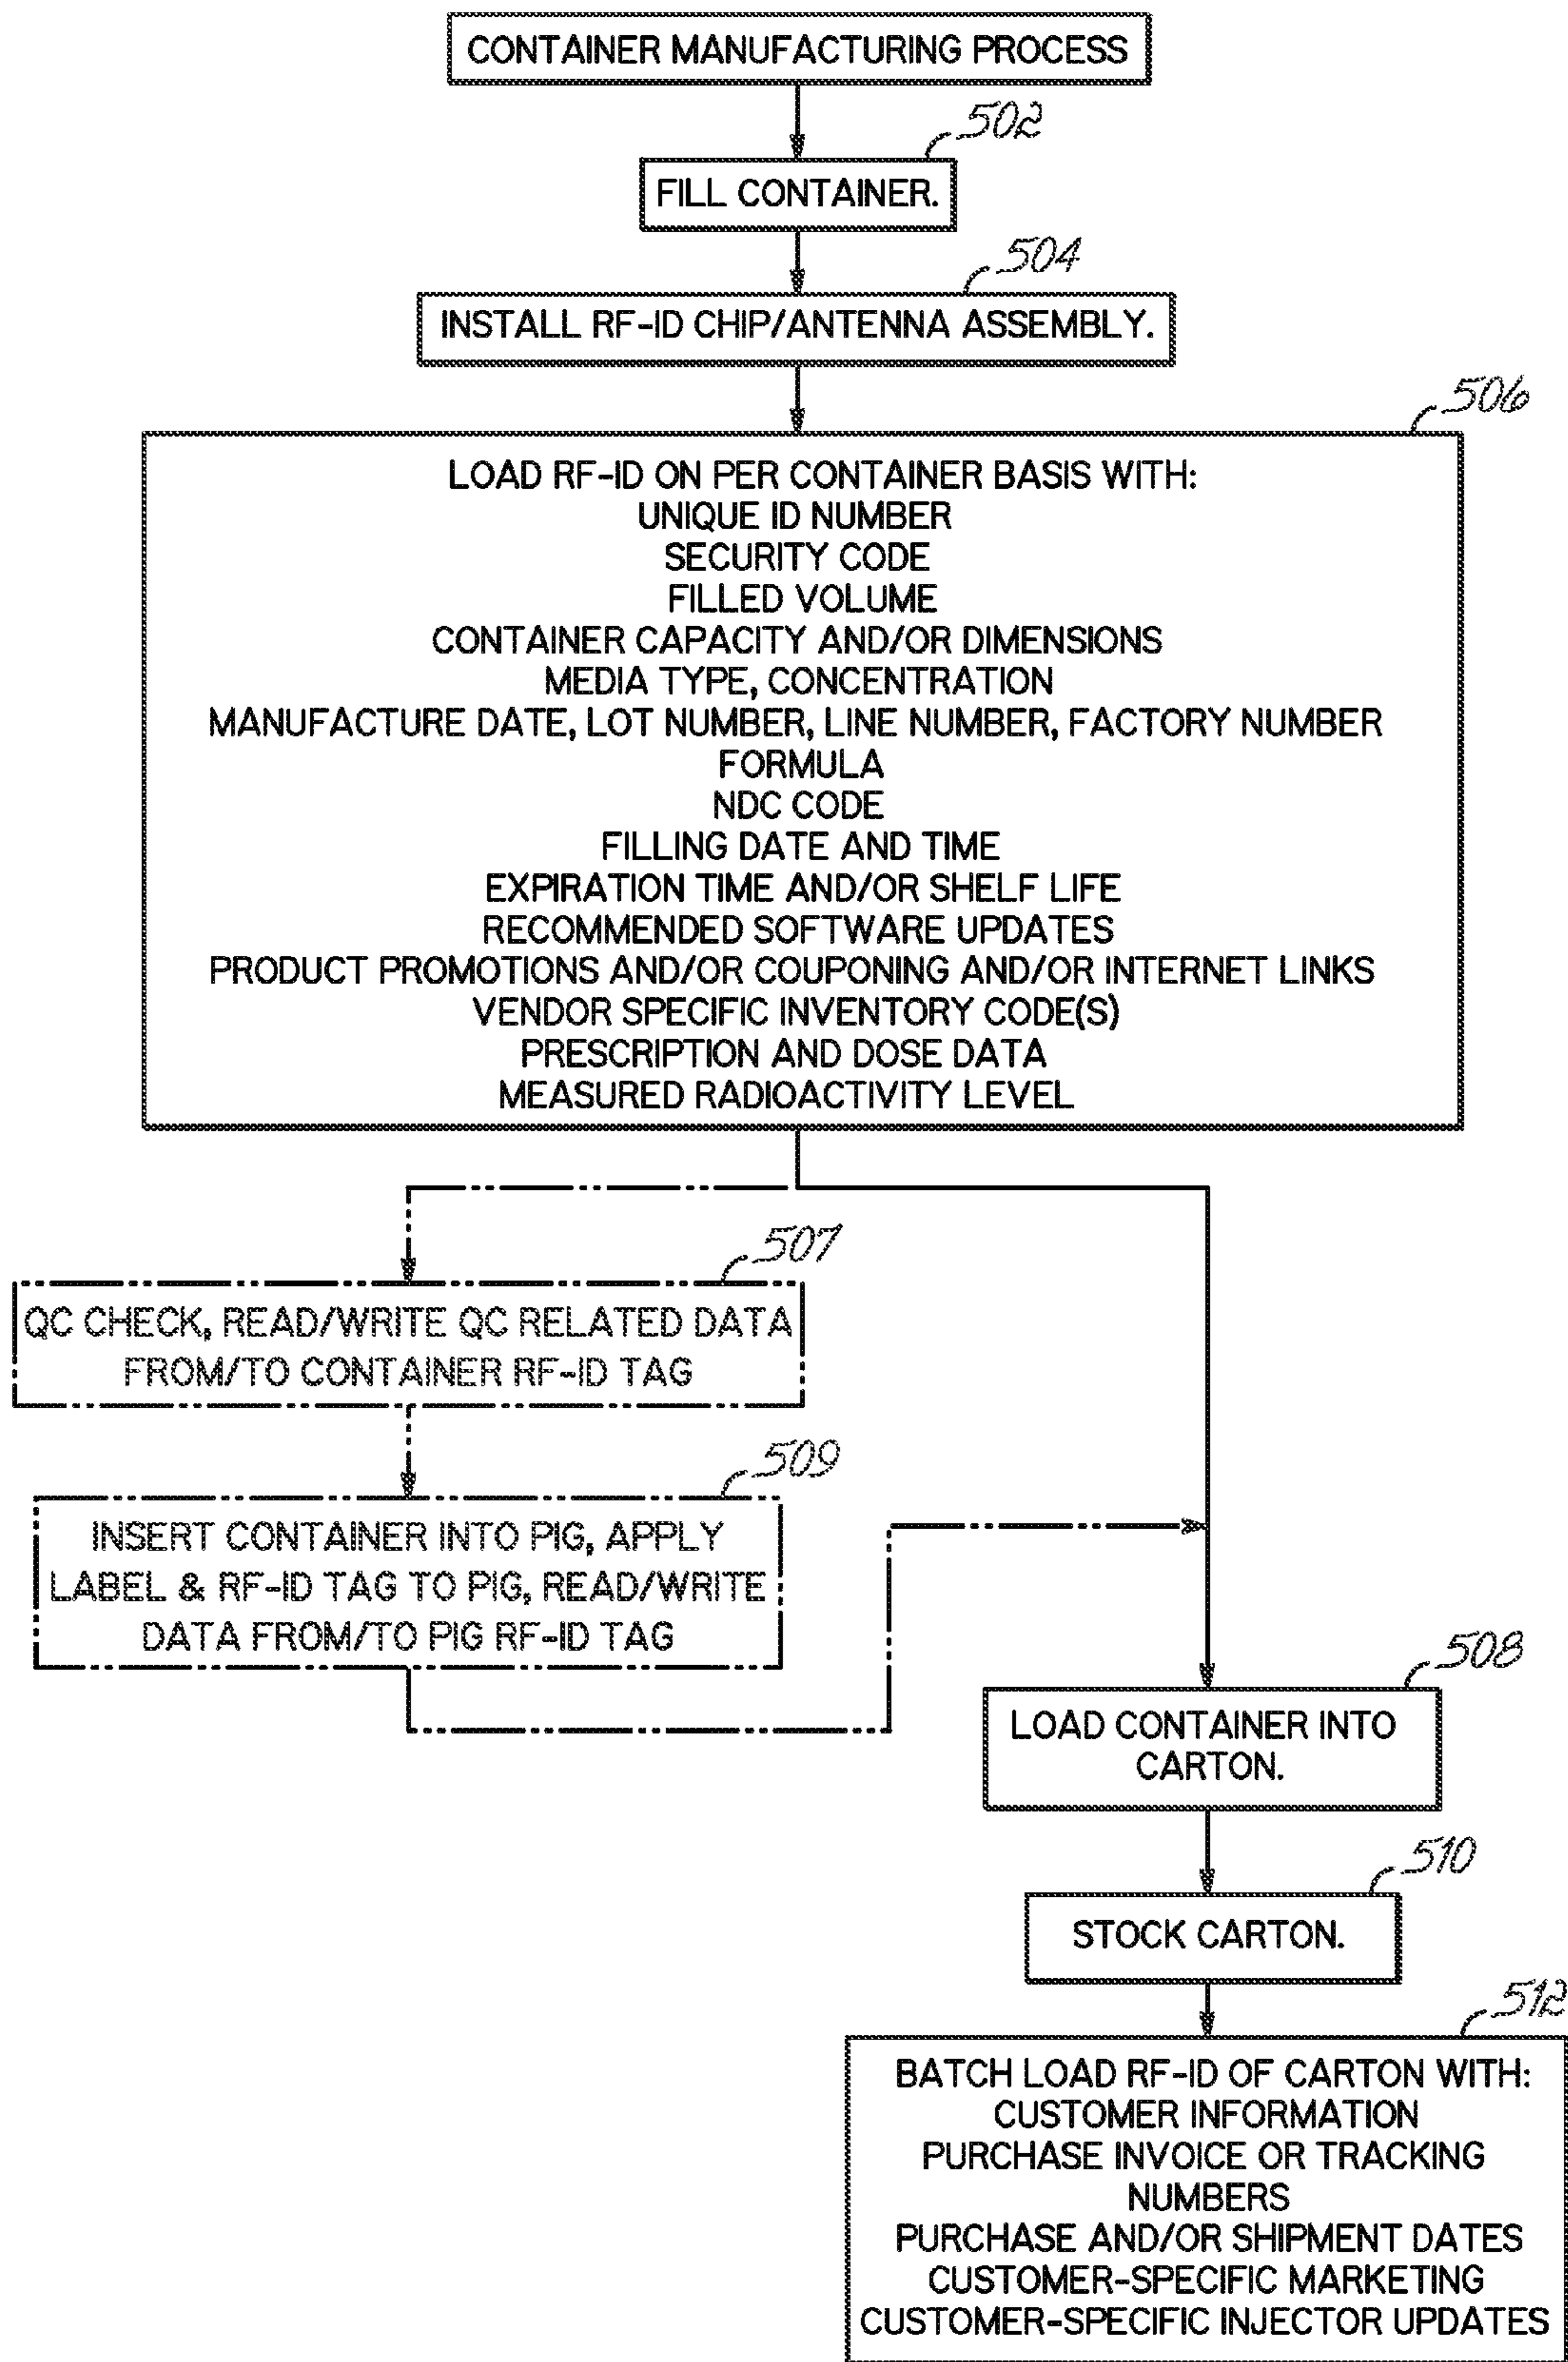 CONTAINER MANUFACTURING PROCESS
502
FILL CONTAINER.
504
INSTALL RF-ID CHIP/ANTENNA ASSEMBLY.
506
LOAD RF-ID ON PER CONTAINER BASIS WITH:
UNIQUE ID NUMBER
SECURITY CODE
FILLED VOLUME
CONTAINER CAPACITY AND/OR DIMENSIONS
MEDIA TYPE, CONCENTRATION
MANUFACTURE DATE, LOT NUMBER, LINE NUMBER, FACTORY NUMBER
FORMULA
NDC CODE
FILLING DATE AND TIME
EXPIRATION TIME AND/OR SHELF LIFE
RECOMMENDED SOFTWARE UPDATES
PRODUCT PROMOTIONS AND/OR COUPONING AND/OR INTERNET LINKS
VENDOR SPECIFIC INVENTORY CODE(S)
PRESCRIPTION AND DOSE DATA
MEASURED RADIOACTIVITY LEVEL
507
QC CHECK, READ/WRITE QC RELATED DATA
FROM/TO CONTAINER RF-ID TAG
509
INSERT CONTAINER INTO PIG, APPLY
LABEL & RF-ID TAG TO PIG, READ/WRITE
DATA FROM/TO PIG RF-ID TAG
508
LOAD CONTAINER INTO
CARTON.
510
STOCK CARTON.
512
BATCH LOAD RF-ID OF CARTON WITH:
CUSTOMER INFORMATION
PURCHASE INVOICE OR TRACKING
NUMBERS
PURCHASE AND/OR SHIPMENT DATES
CUSTOMER-SPECIFIC MARKETING
CUSTOMER-SPECIFIC INJECTOR UPDATES